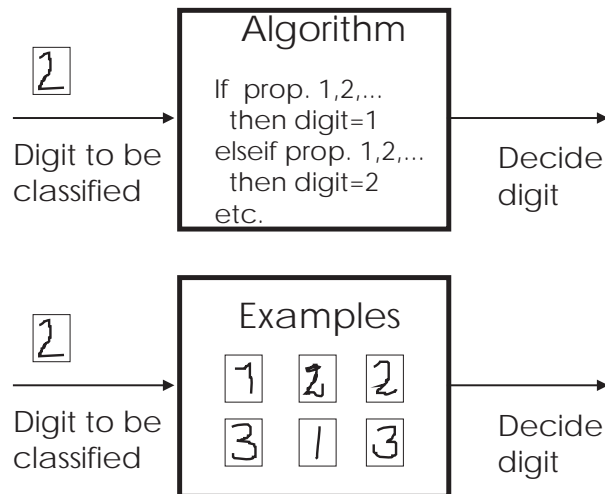 Algorithm
2
If prop. 1,2,...
then digit=1
elseif prop. 1,2,...
then digit=2
etc.
Digit to be
classified
Decide
digit
Examples
2
1 2 2
3 1 3
Digit to be
classified
Decide
digit